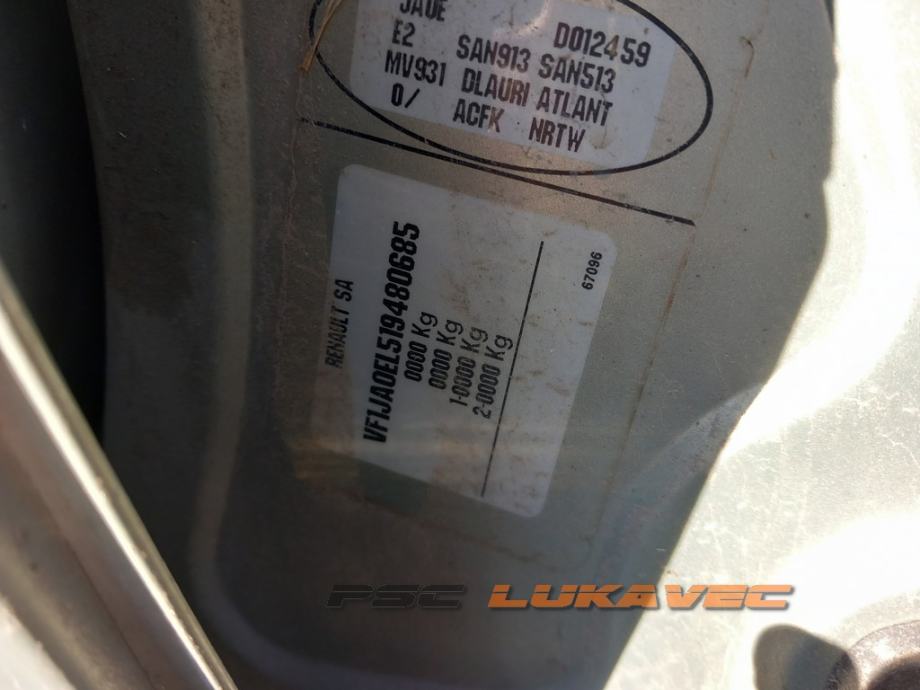 JA0E D012459
E2 SAN913 SAN513
MV931 DLAURI ATLANT
0/ ACFK NRTW
RENAULT SA
VF1JA0EL519480685
0000 Kg
0000 Kg
1-0000 Kg
2-0000 Kg
67096
PSC LUKAVEC